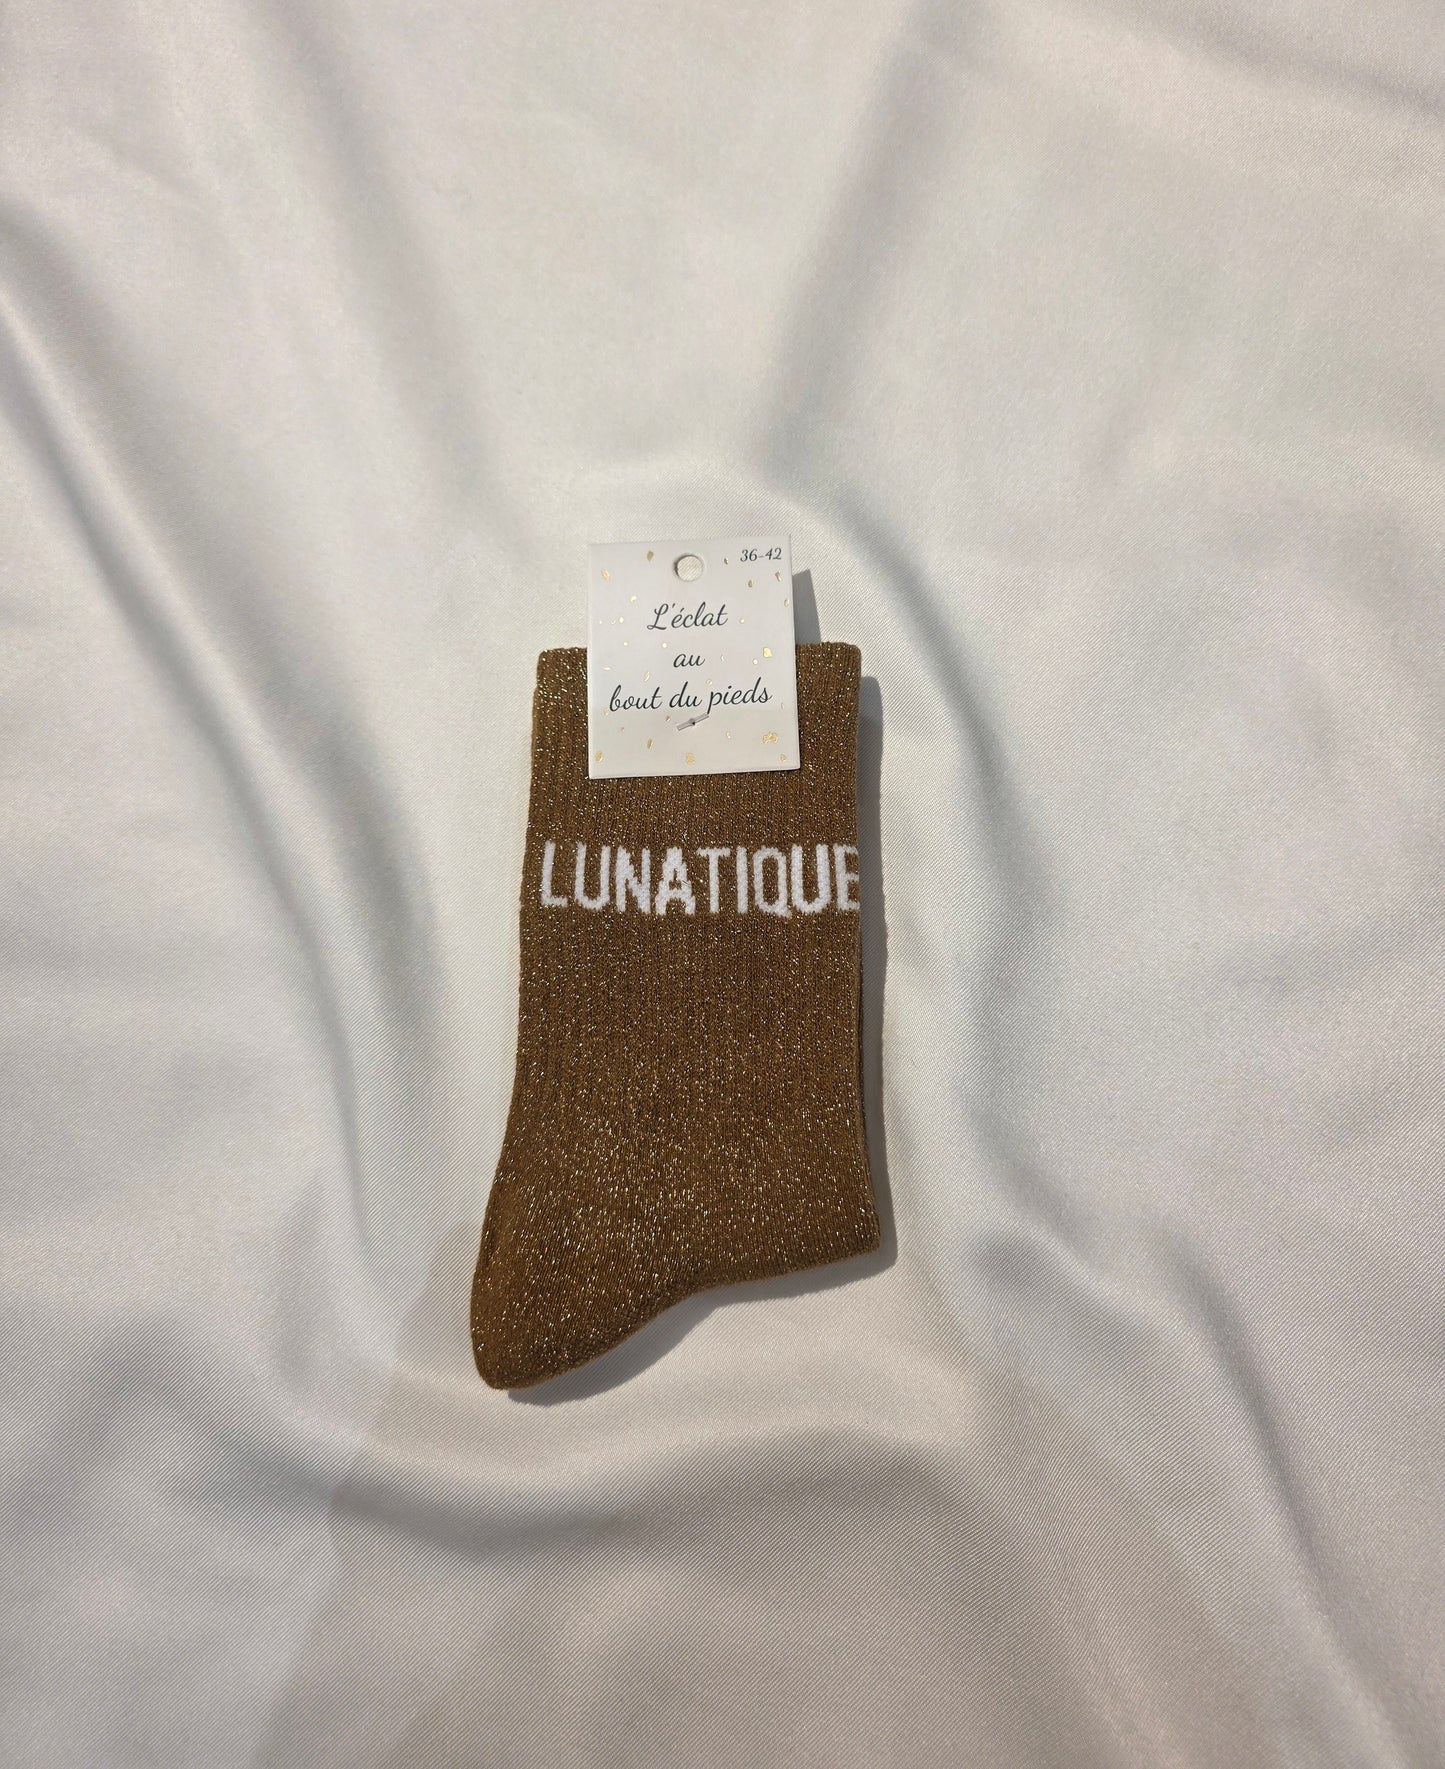 36-42
L'éclat
au
bout du pieds
LUNATIQUE